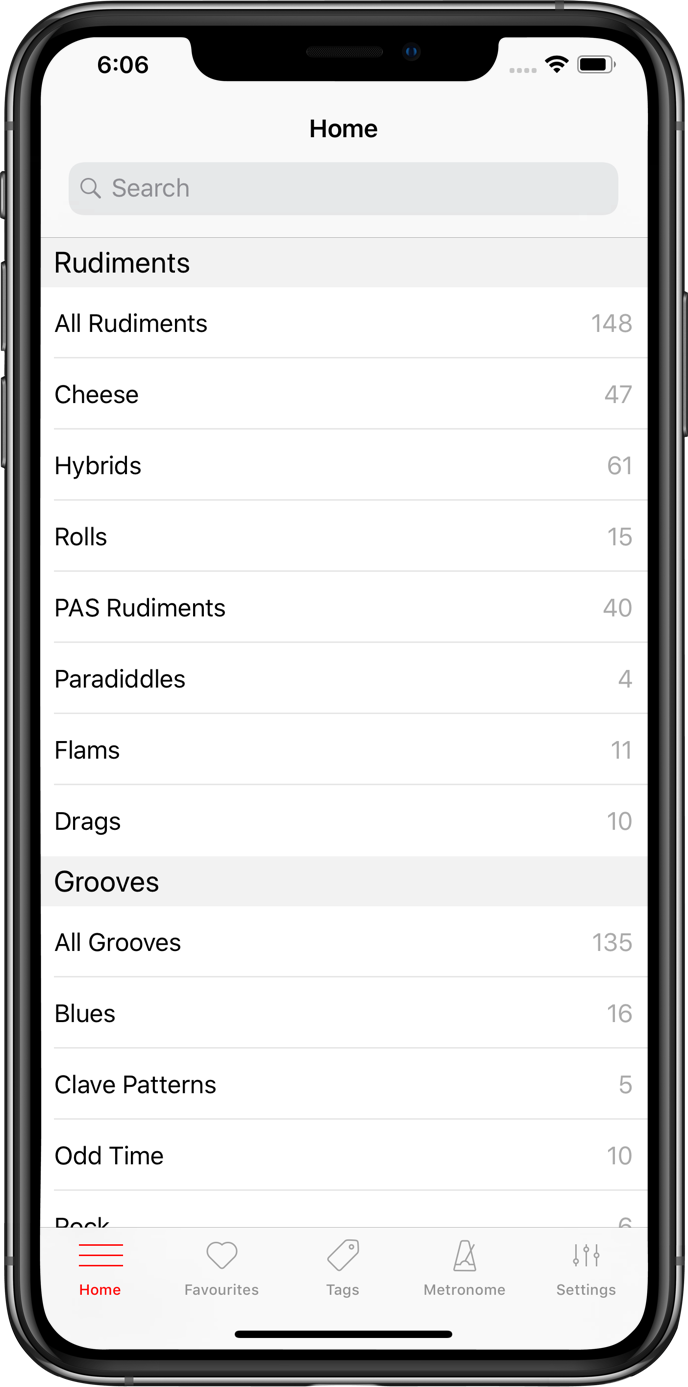 6:06
Home
Search
Rudiments
All Rudiments 148
Cheese 47
Hybrids 61
Rolls 15
PAS Rudiments 40
Paradiddles 4
Flams 11
Drags 10
Grooves
All Grooves 135
Blues 16
Clave Patterns 5
Odd Time 10
Rock 6
Home Favourites Tags Metronome Settings